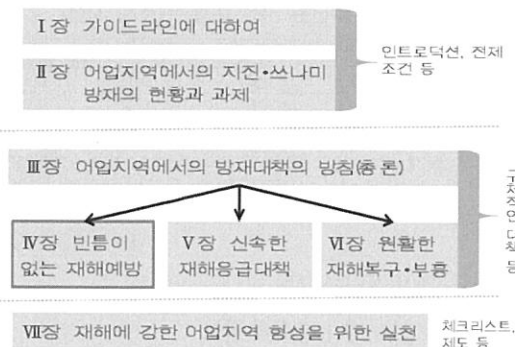 Ⅰ장 가이드라인에 대하여
Ⅱ장 어업지역에서의 지진•쓰나미
방재의 현황과 과제
인트로덕션, 전제
조건 등
Ⅲ장 어업지역에서의 방재대책의 방침(총론)
Ⅳ장 빈틈이
없는 재해예방
Ⅴ장 신속한
재해응급대책
Ⅵ장 원활한
재해복구•부흥
Ⅶ장 재해에 강한 어업지역 형성을 위한 실천
체크리스트,
제도 등